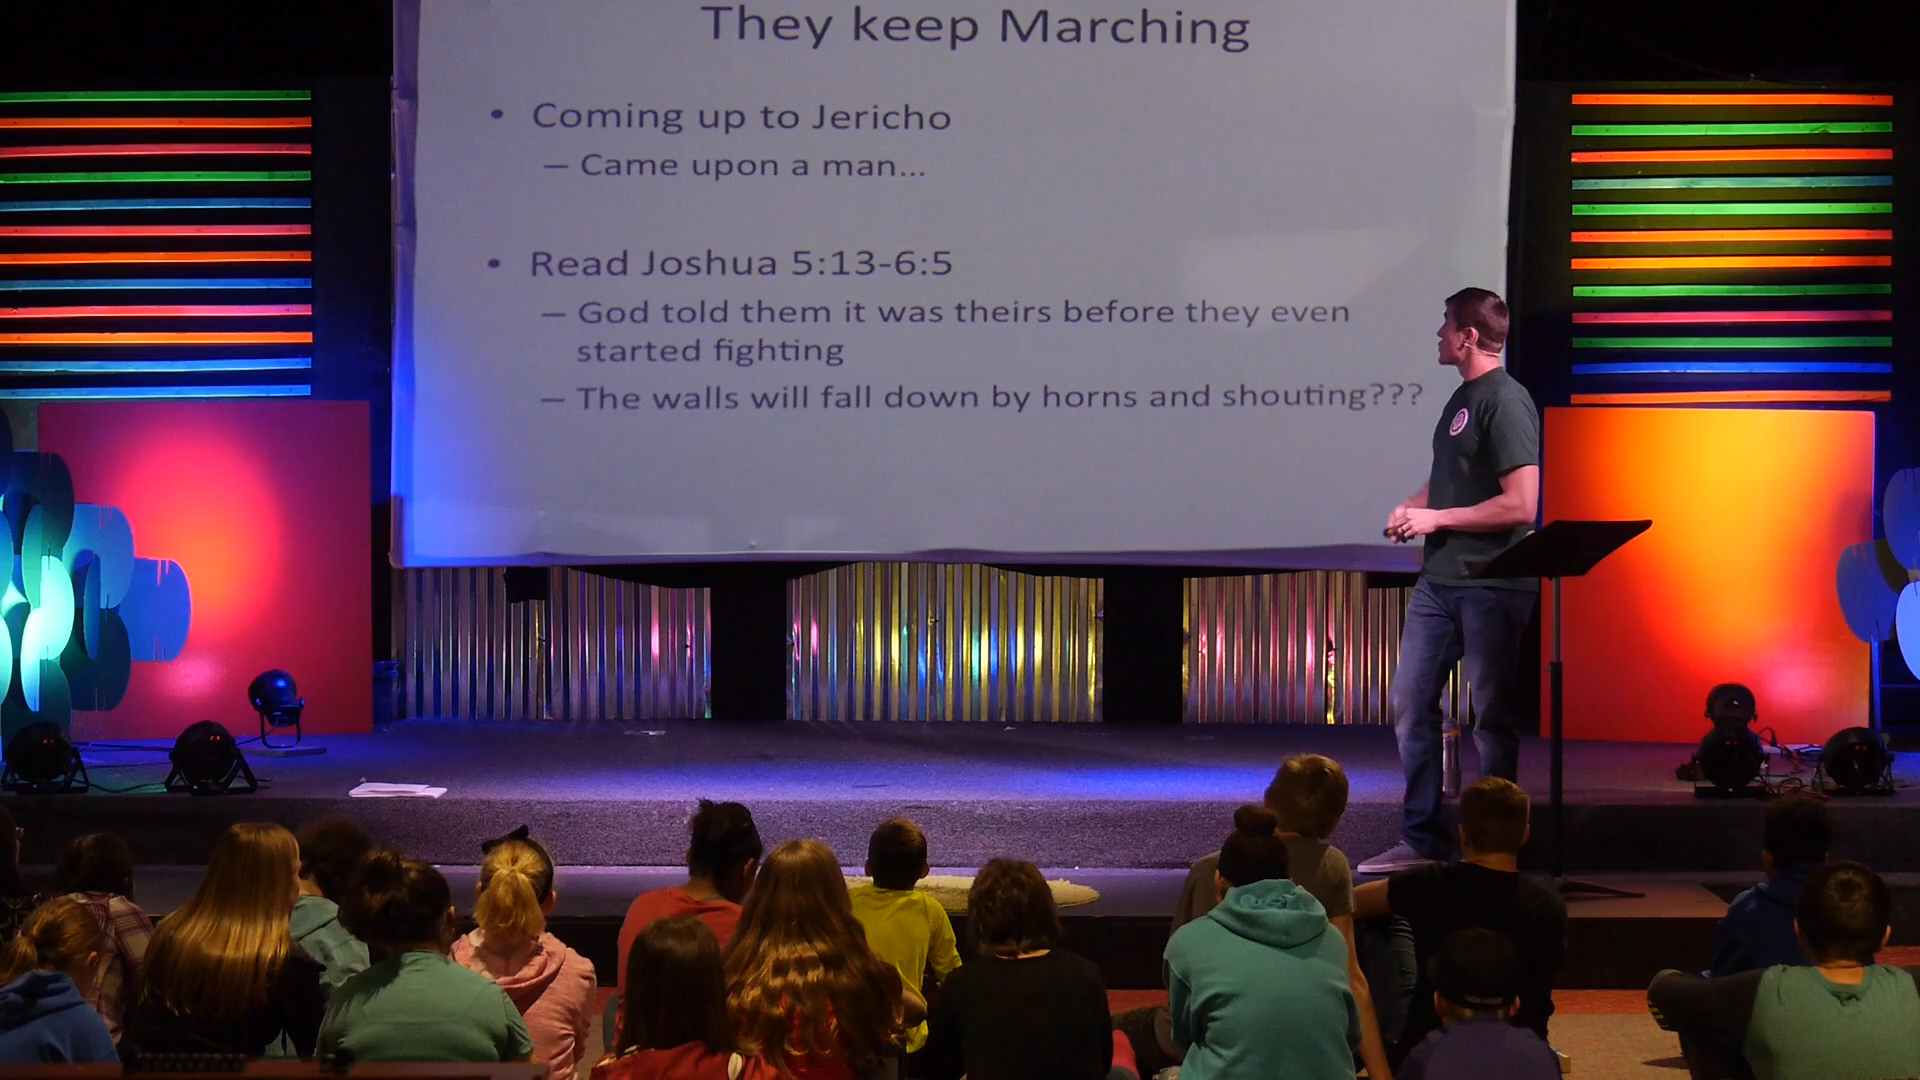 They keep Marching
• Coming up to Jericho
– Came upon a man...
• Read Joshua 5:13-6:5
– God told them it was theirs before they even
started fighting
– The walls will fall down by horns and shouting???